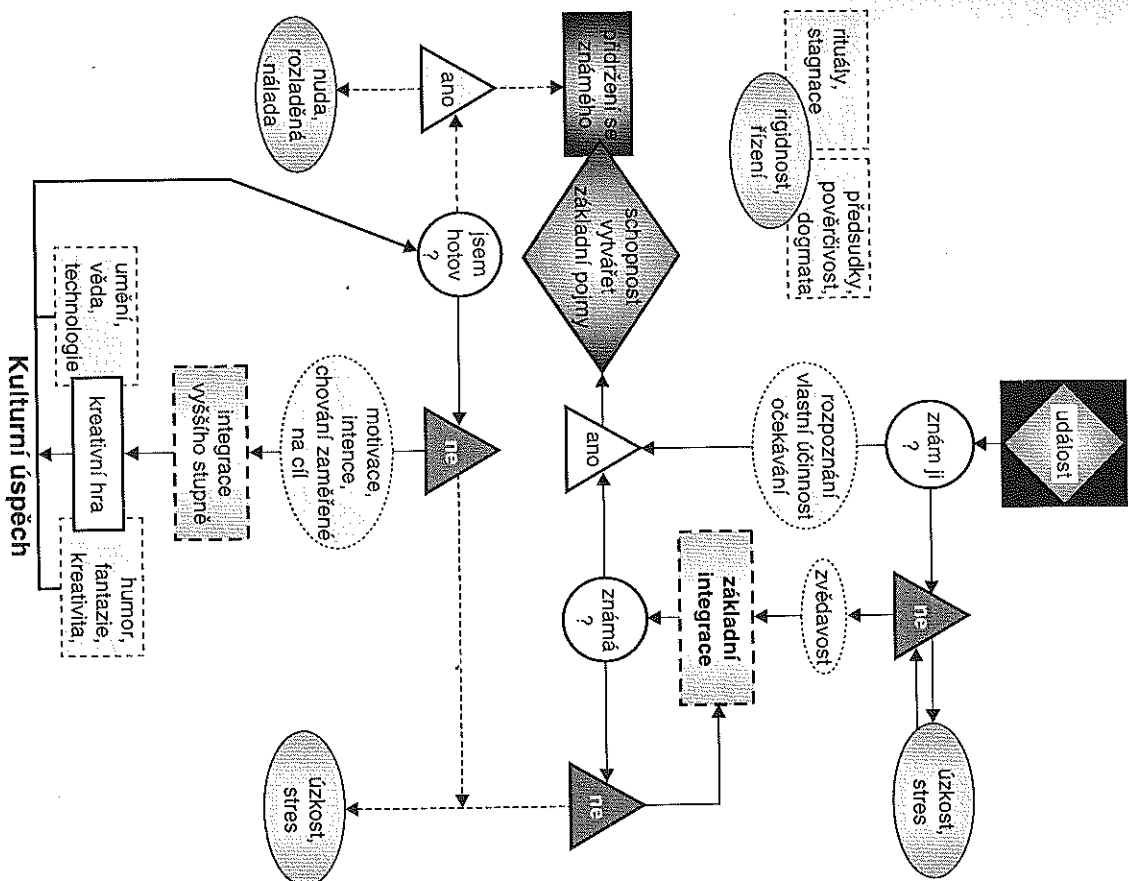 událost
znám ji
?
ne
úzkost,
stres
zvědavost
rozpoznání
vlastní účinnost
očekávání
základní
integrace
známá
?
ano
ne
úzkost,
stres
rituály,
stagnace
předsudky,
pověrčivost,
dogmata
rigidnost,
řízení
přidržení se
známého
schopnost
vytvářet
základní pojmy
ano
nuda,
rozladěná
nálada
jsem
hotov
?
ne
motivace,
intence,
chování zaměřené
na cíl
integrace
vyššího stupně
kreativní hra
umění,
věda,
technologie
humor,
fantazie,
kreativita,
Kulturní úspěch